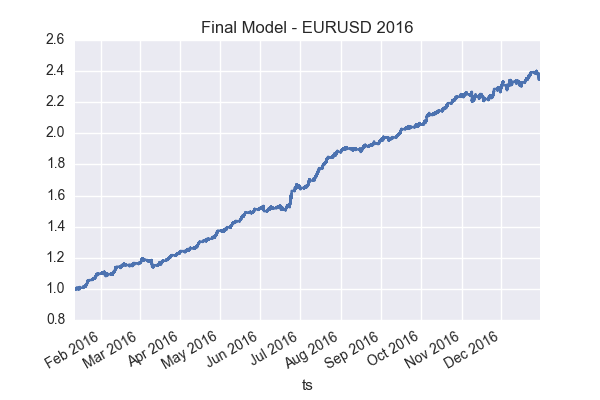 Final Model - EURUSD 2016
2.6
2.4
2.2
2.0
1.8
1.6
1.4
1.2
1.0
0.8
Feb 2016
Mar 2016
Apr 2016
May 2016
Jun 2016
Jul 2016
Aug 2016
Sep 2016
Oct 2016
Nov 2016
Dec 2016
ts